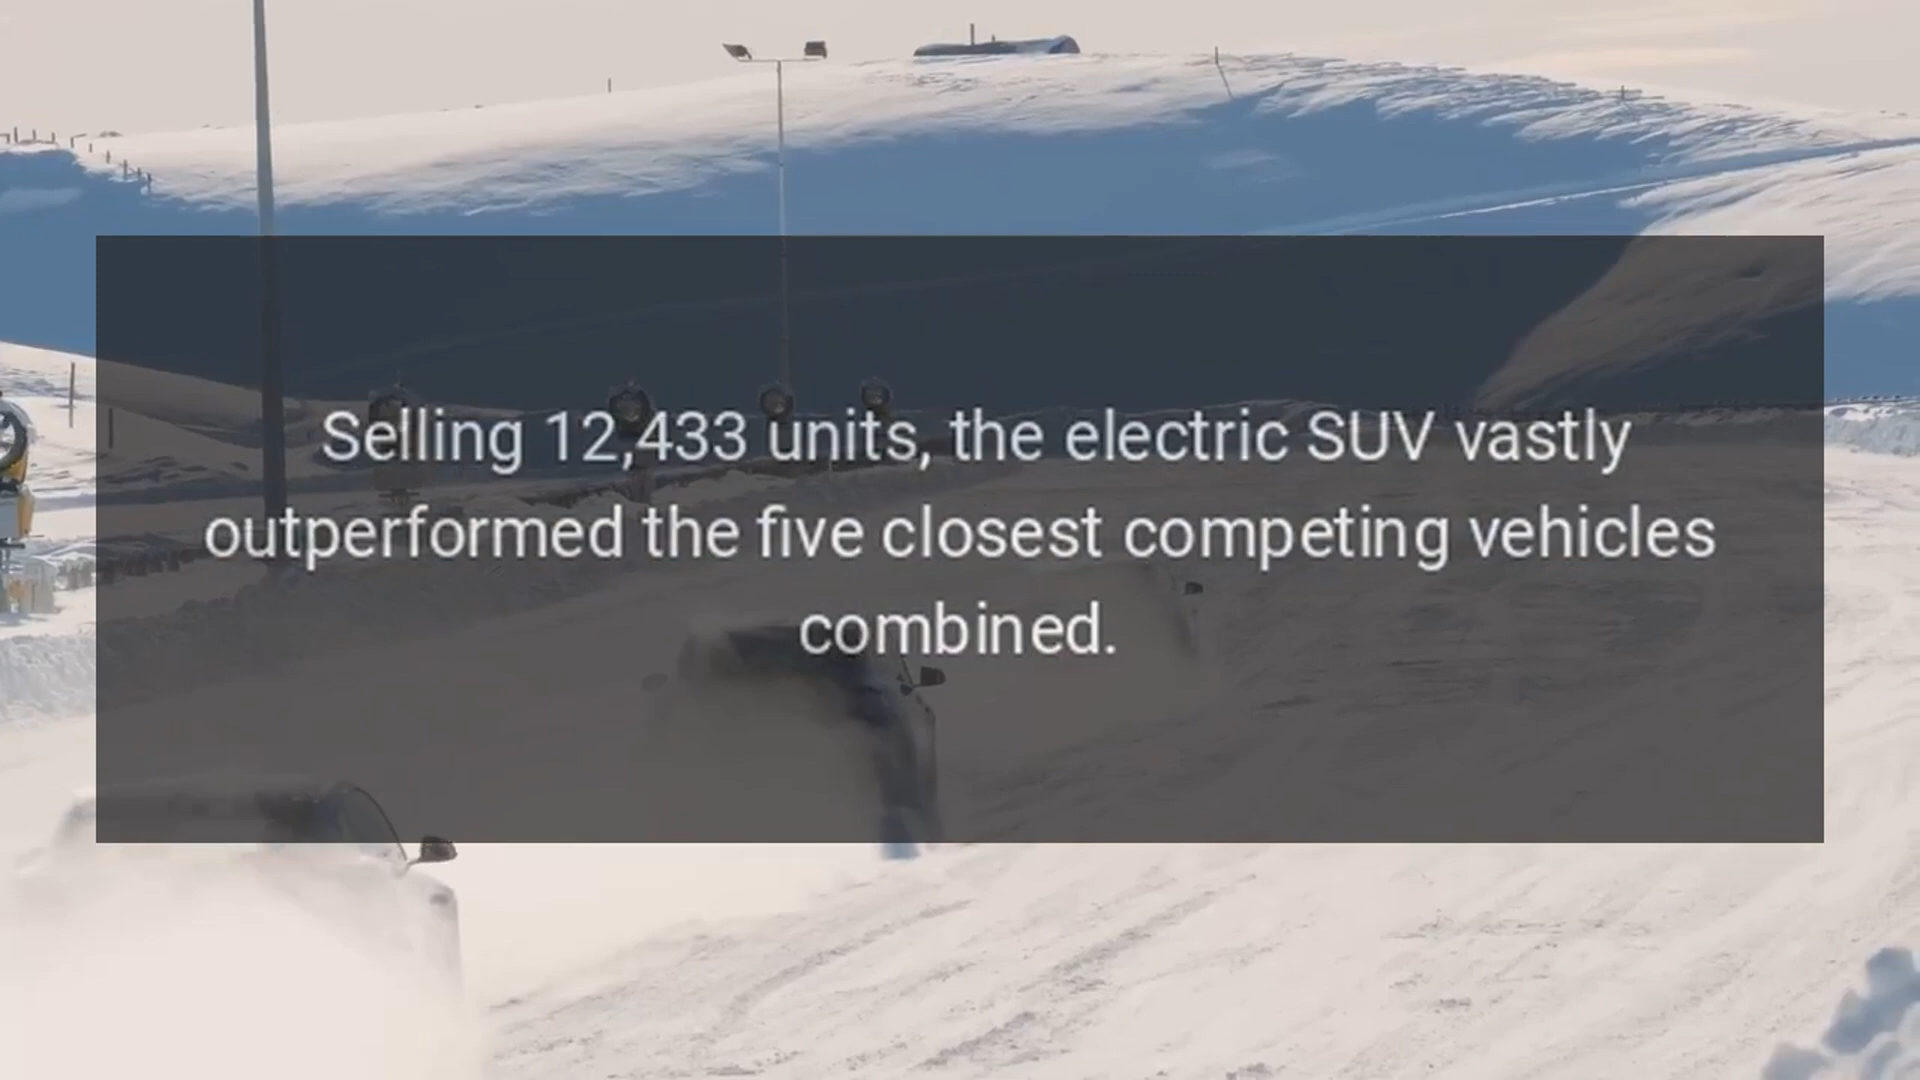 Selling 12,433 units, the electric SUV vastly
outperformed the five closest competing vehicles
combined.